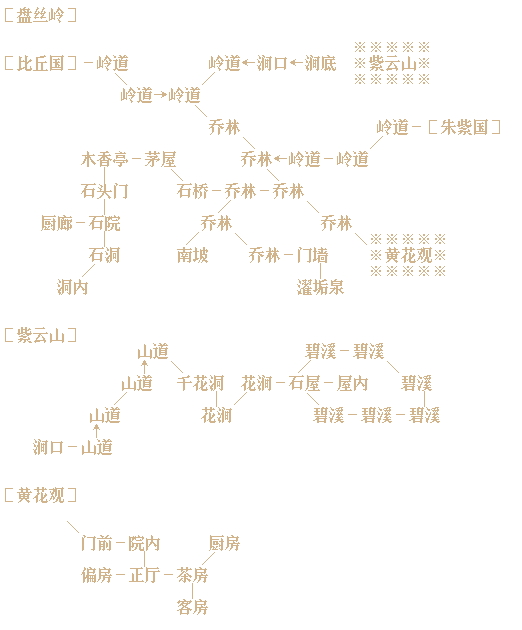 ［盘丝岭］
※※※※※
［比丘国］－岭道 岭道←涧口←涧底 ※紫云山※
※※※※※
岭道→岭道
乔林 岭道－［朱紫国］
木香亭－茅屋 乔林←岭道－岭道
石头门 石桥－乔林－乔林
厨廊－石院 乔林 乔林
※※※※※
石洞 南坡 乔林－门墙 ※黄花观※
※※※※※
洞内 濯垢泉
［紫云山］
山道 碧溪－碧溪
山道 千花洞 花涧－石屋－屋内 碧溪
山道 花涧 碧溪－碧溪－碧溪
涧口－山道
［黄花观］
门前－院内 厨房
偏房－正厅－茶房
客房